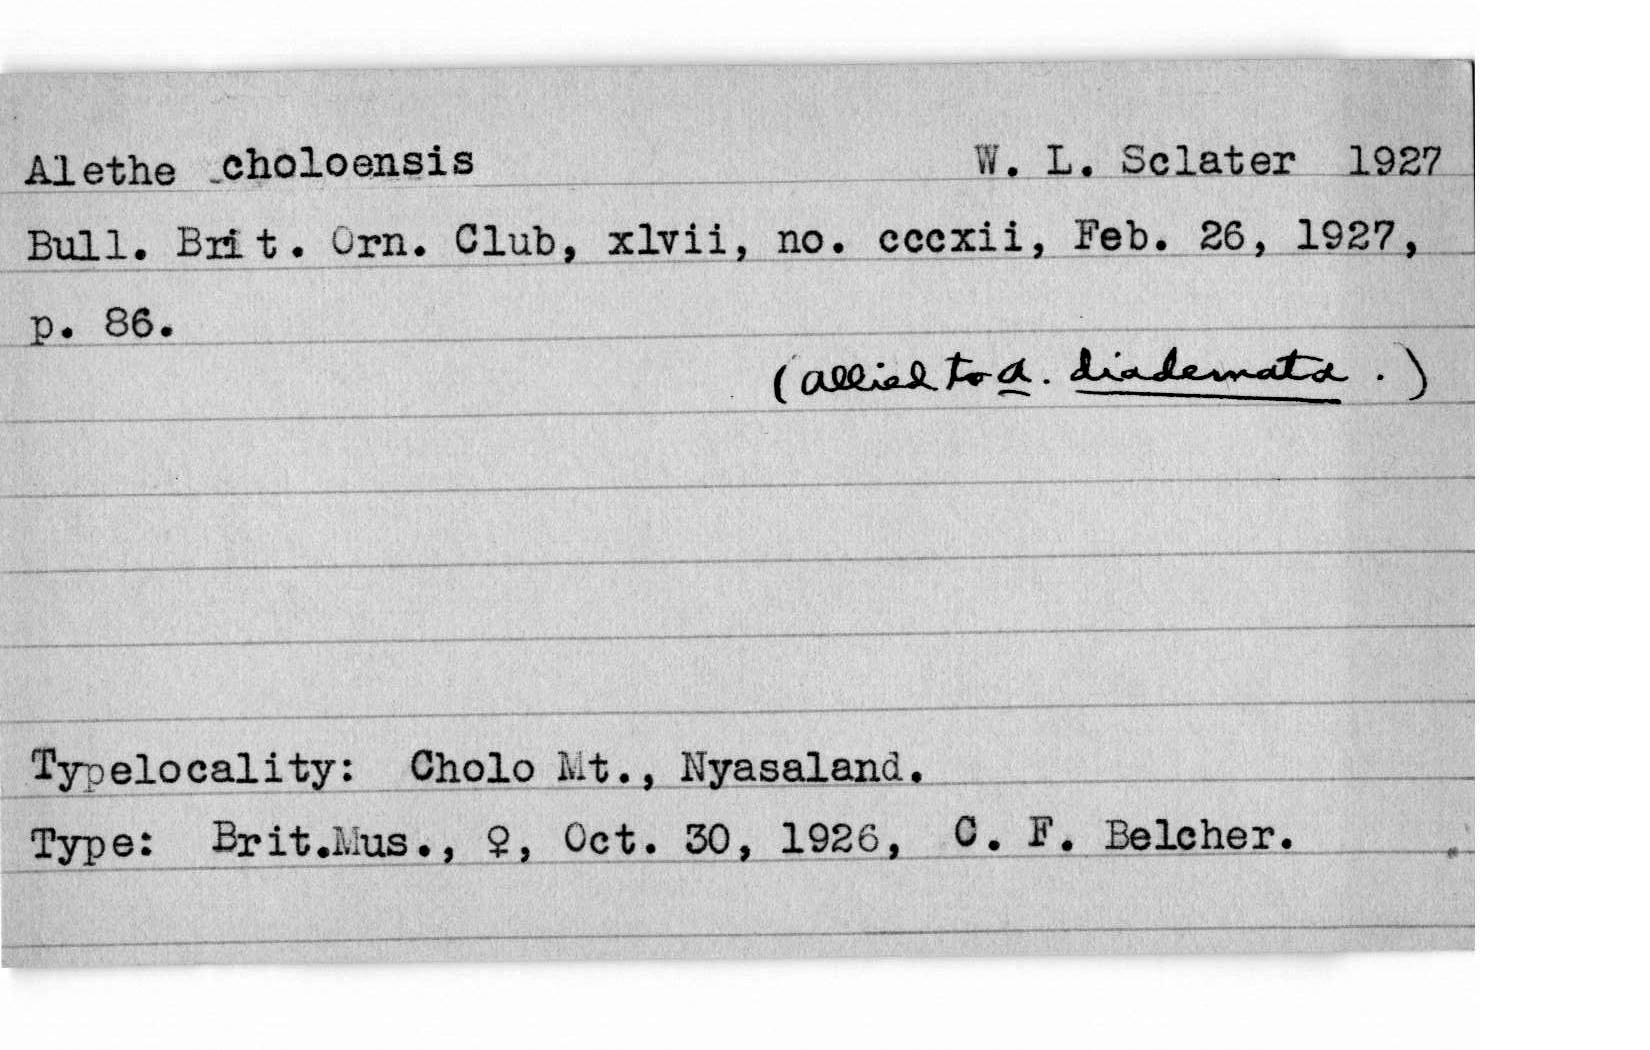 Alethe choloensis W. L. Sclater 1927
Bull. Brit. Orn. Club, xlvii, no. cccxii, Feb. 26, 1927,
p. 86.
(allied to a. diademata.)
Typelocality: Cholo Mt., Nyasaland.
Type: Brit.Mus., ♀, Oct. 30, 1926, C. F. Belcher.